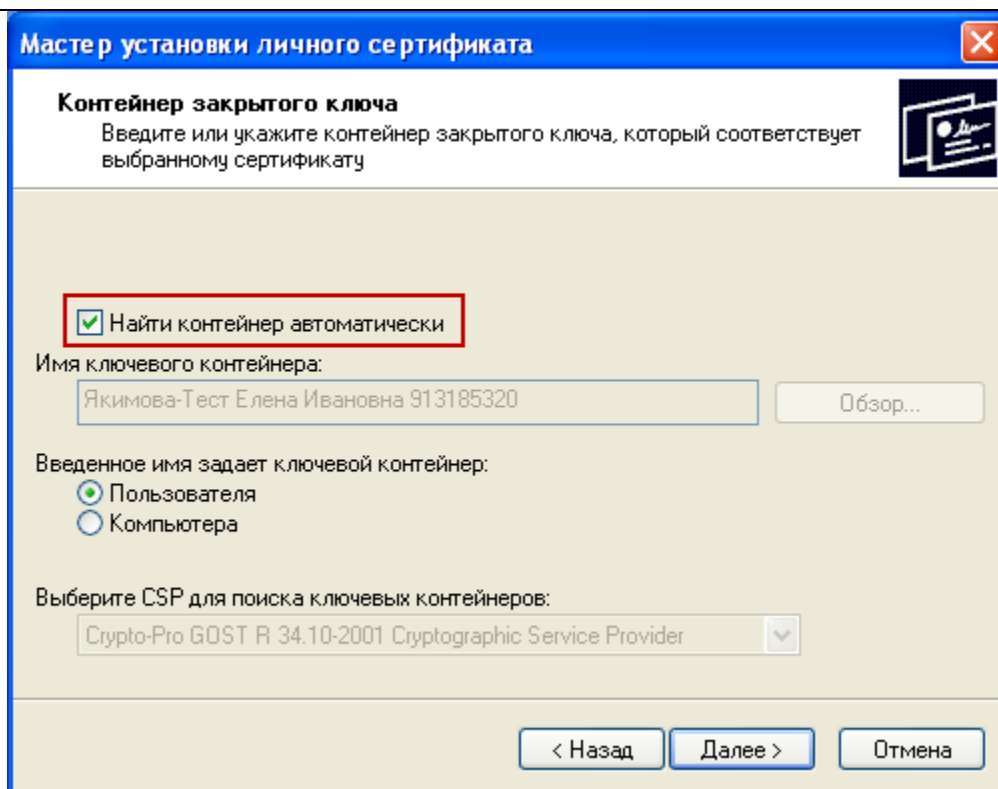 Мастер установки личного сертификата
Контейнер закрытого ключа
Введите или укажите контейнер закрытого ключа, который соответствует
выбранному сертификату
Найти контейнер автоматически
Имя ключевого контейнера:
Якимова-Тест Елена Ивановна 913185320
Обзор...
Введенное имя задает ключевой контейнер:
Пользователя
Компьютера
Выберите CSP для поиска ключевых контейнеров:
Crypto-Pro GOST R 34.10-2001 Cryptographic Service Provider
< Назад
Далее >
Отмена